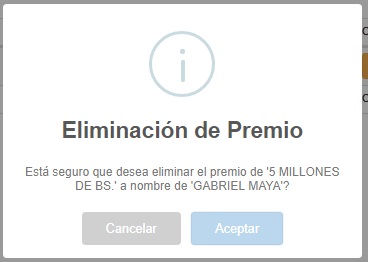 Eliminación de Premio
Está seguro que desea eliminar el premio de '5 MILLONES
DE BS.' a nombre de 'GABRIEL MAYA'?
Cancelar
Aceptar